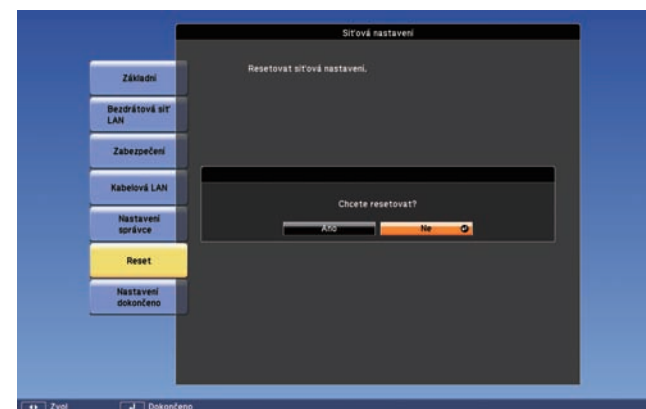 Síťová nastavení
Resetovat síťová nastavení.
Základní
Bezdrátová síť
LAN
Zabezpečení
Kabelová LAN
Nastavení
správce
Reset
Nastavení
dokončeno
Chcete resetovat?
Ano
Ne
Zvol
Dokončeno